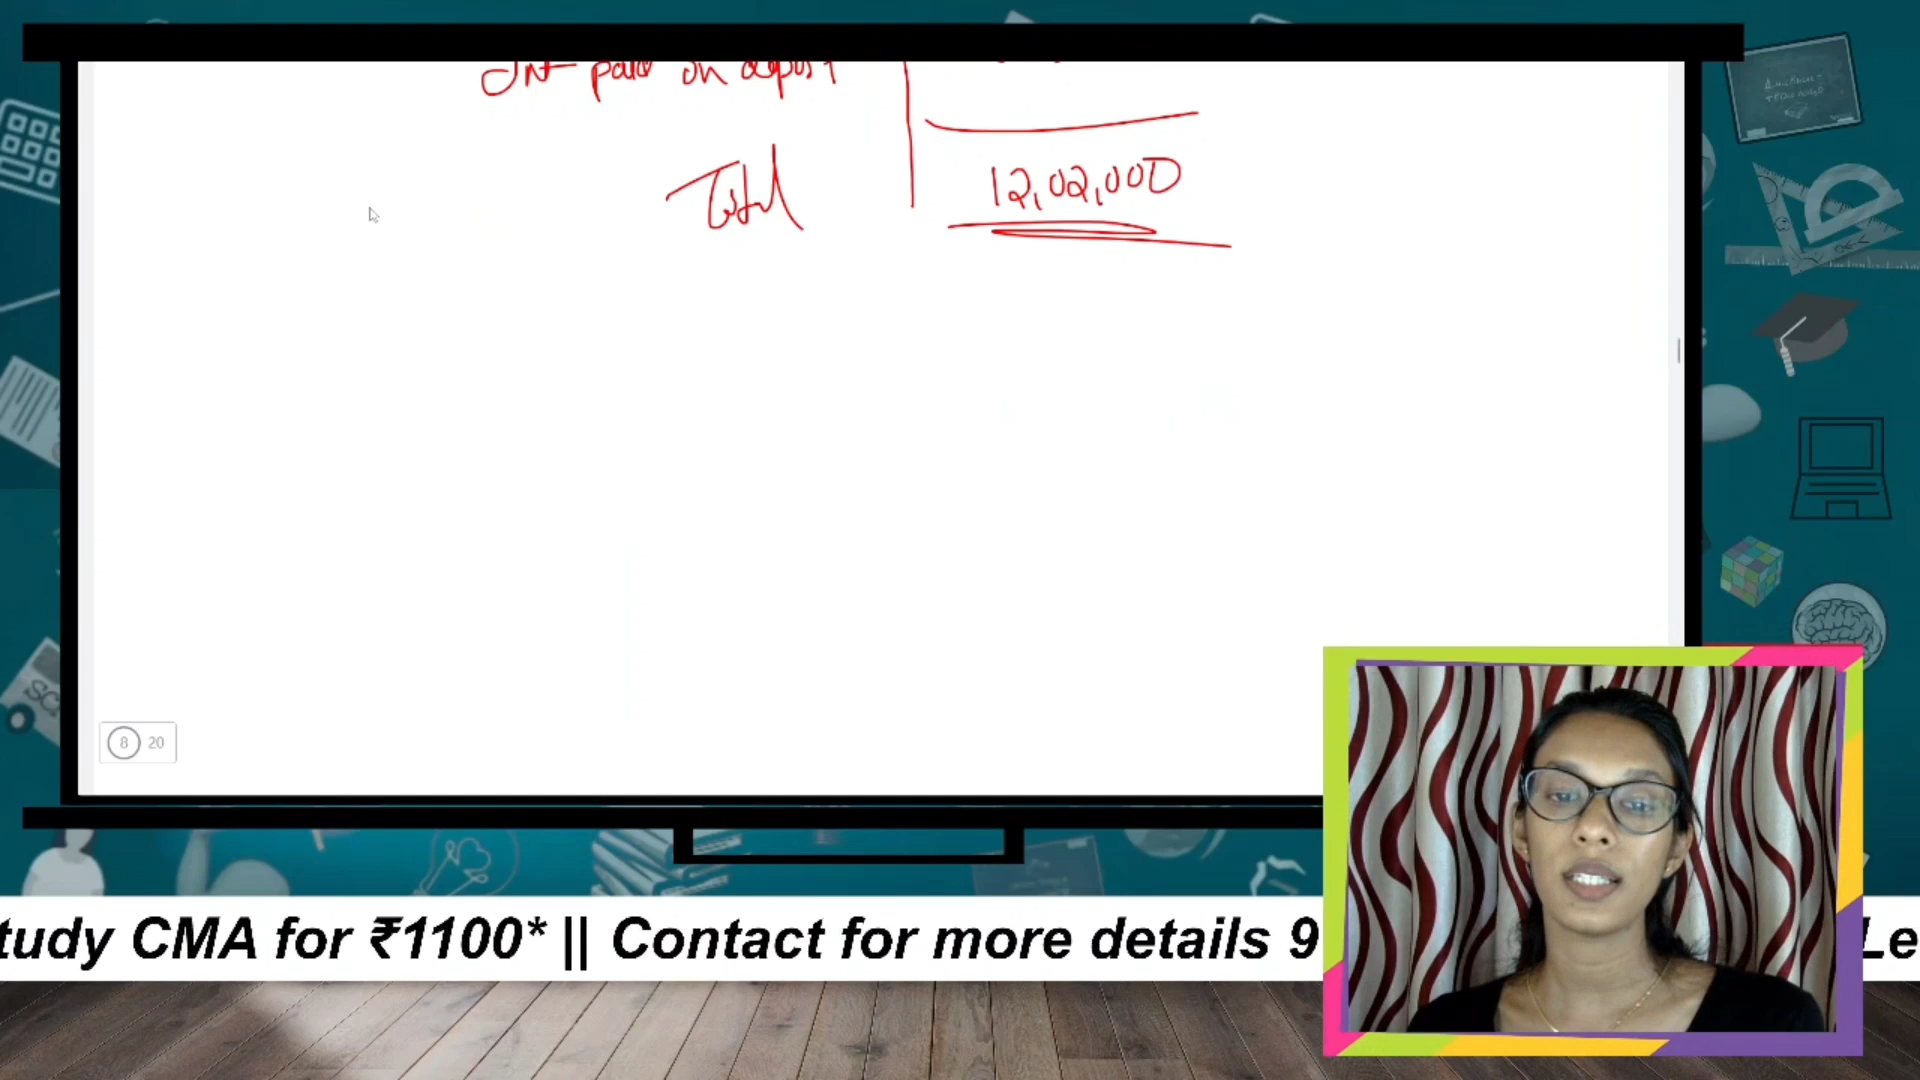 Int paid on deposit
Total 12,02,000
8 20
tudy CMA for ₹1100* || Contact for more details 9
Le